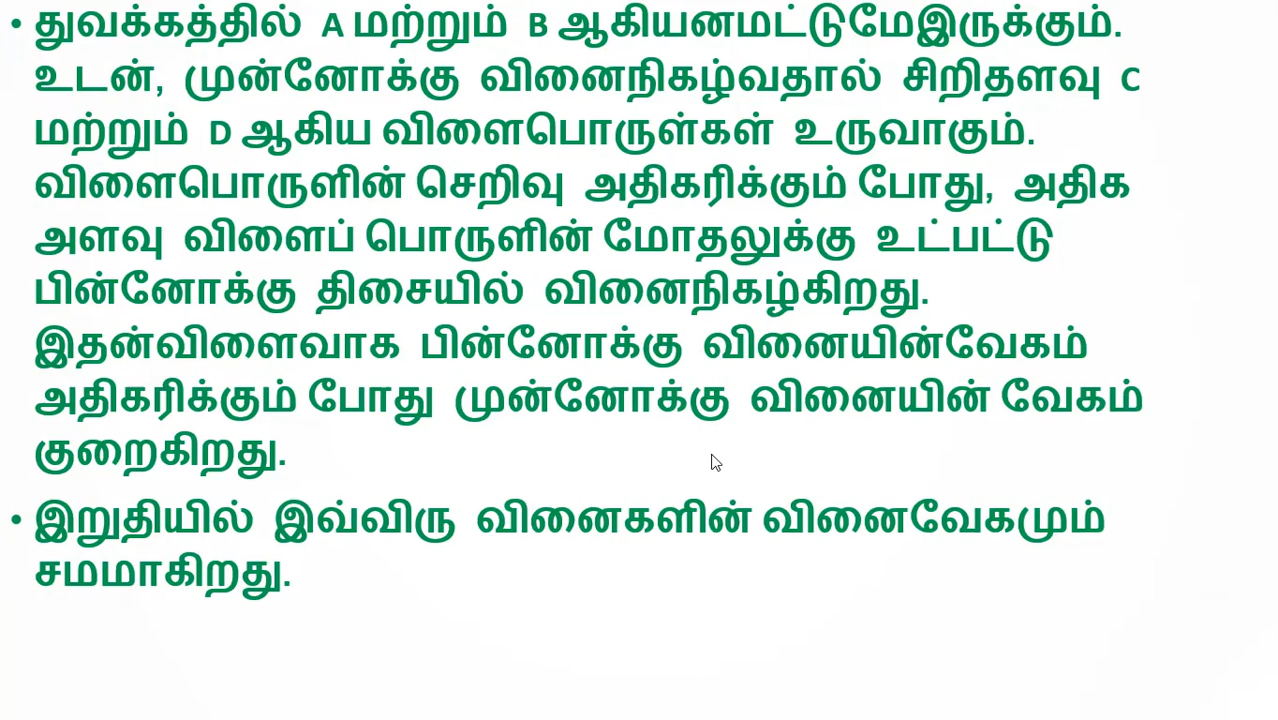 • துவக்கத்தில் A மற்றும் B ஆகியனமட்டுமேஇருக்கும்.
உடன், முன்னோக்கு வினைநிகழ்வதால் சிறிதளவு C
மற்றும் D ஆகிய விளைபொருள்கள் உருவாகும்.
விளைபொருளின் செறிவு அதிகரிக்கும் போது, அதிக
அளவு விளைப் பொருளின் மோதலுக்கு உட்பட்டு
பின்னோக்கு திசையில் வினைநிகழ்கிறது.
இதன்விளைவாக பின்னோக்கு வினையின்வேகம்
அதிகரிக்கும் போது முன்னோக்கு வினையின் வேகம்
குறைகிறது.
• இறுதியில் இவ்விரு வினைகளின் வினைவேகமும்
சமமாகிறது.